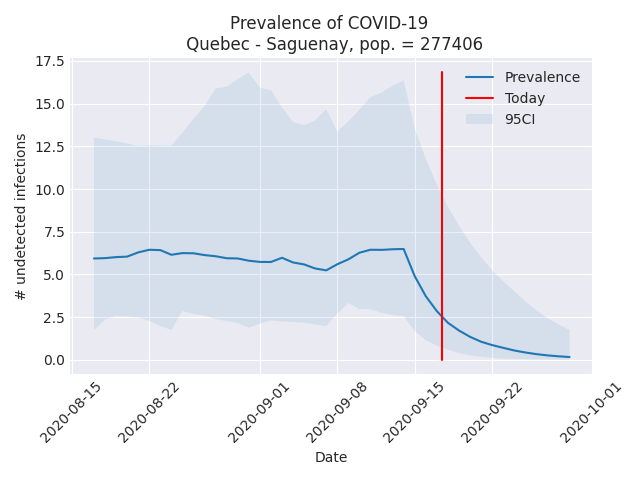 Prevalence of COVID-19
Quebec - Saguenay, pop. = 277406
17.5
15.0
12.5
10.0
7.5
5.0
2.5
0.0
# undetected infections
Prevalence
Today
95CI
2020-08-15
2020-08-22
2020-09-01
2020-09-08
2020-09-15
2020-09-22
2020-10-01
Date